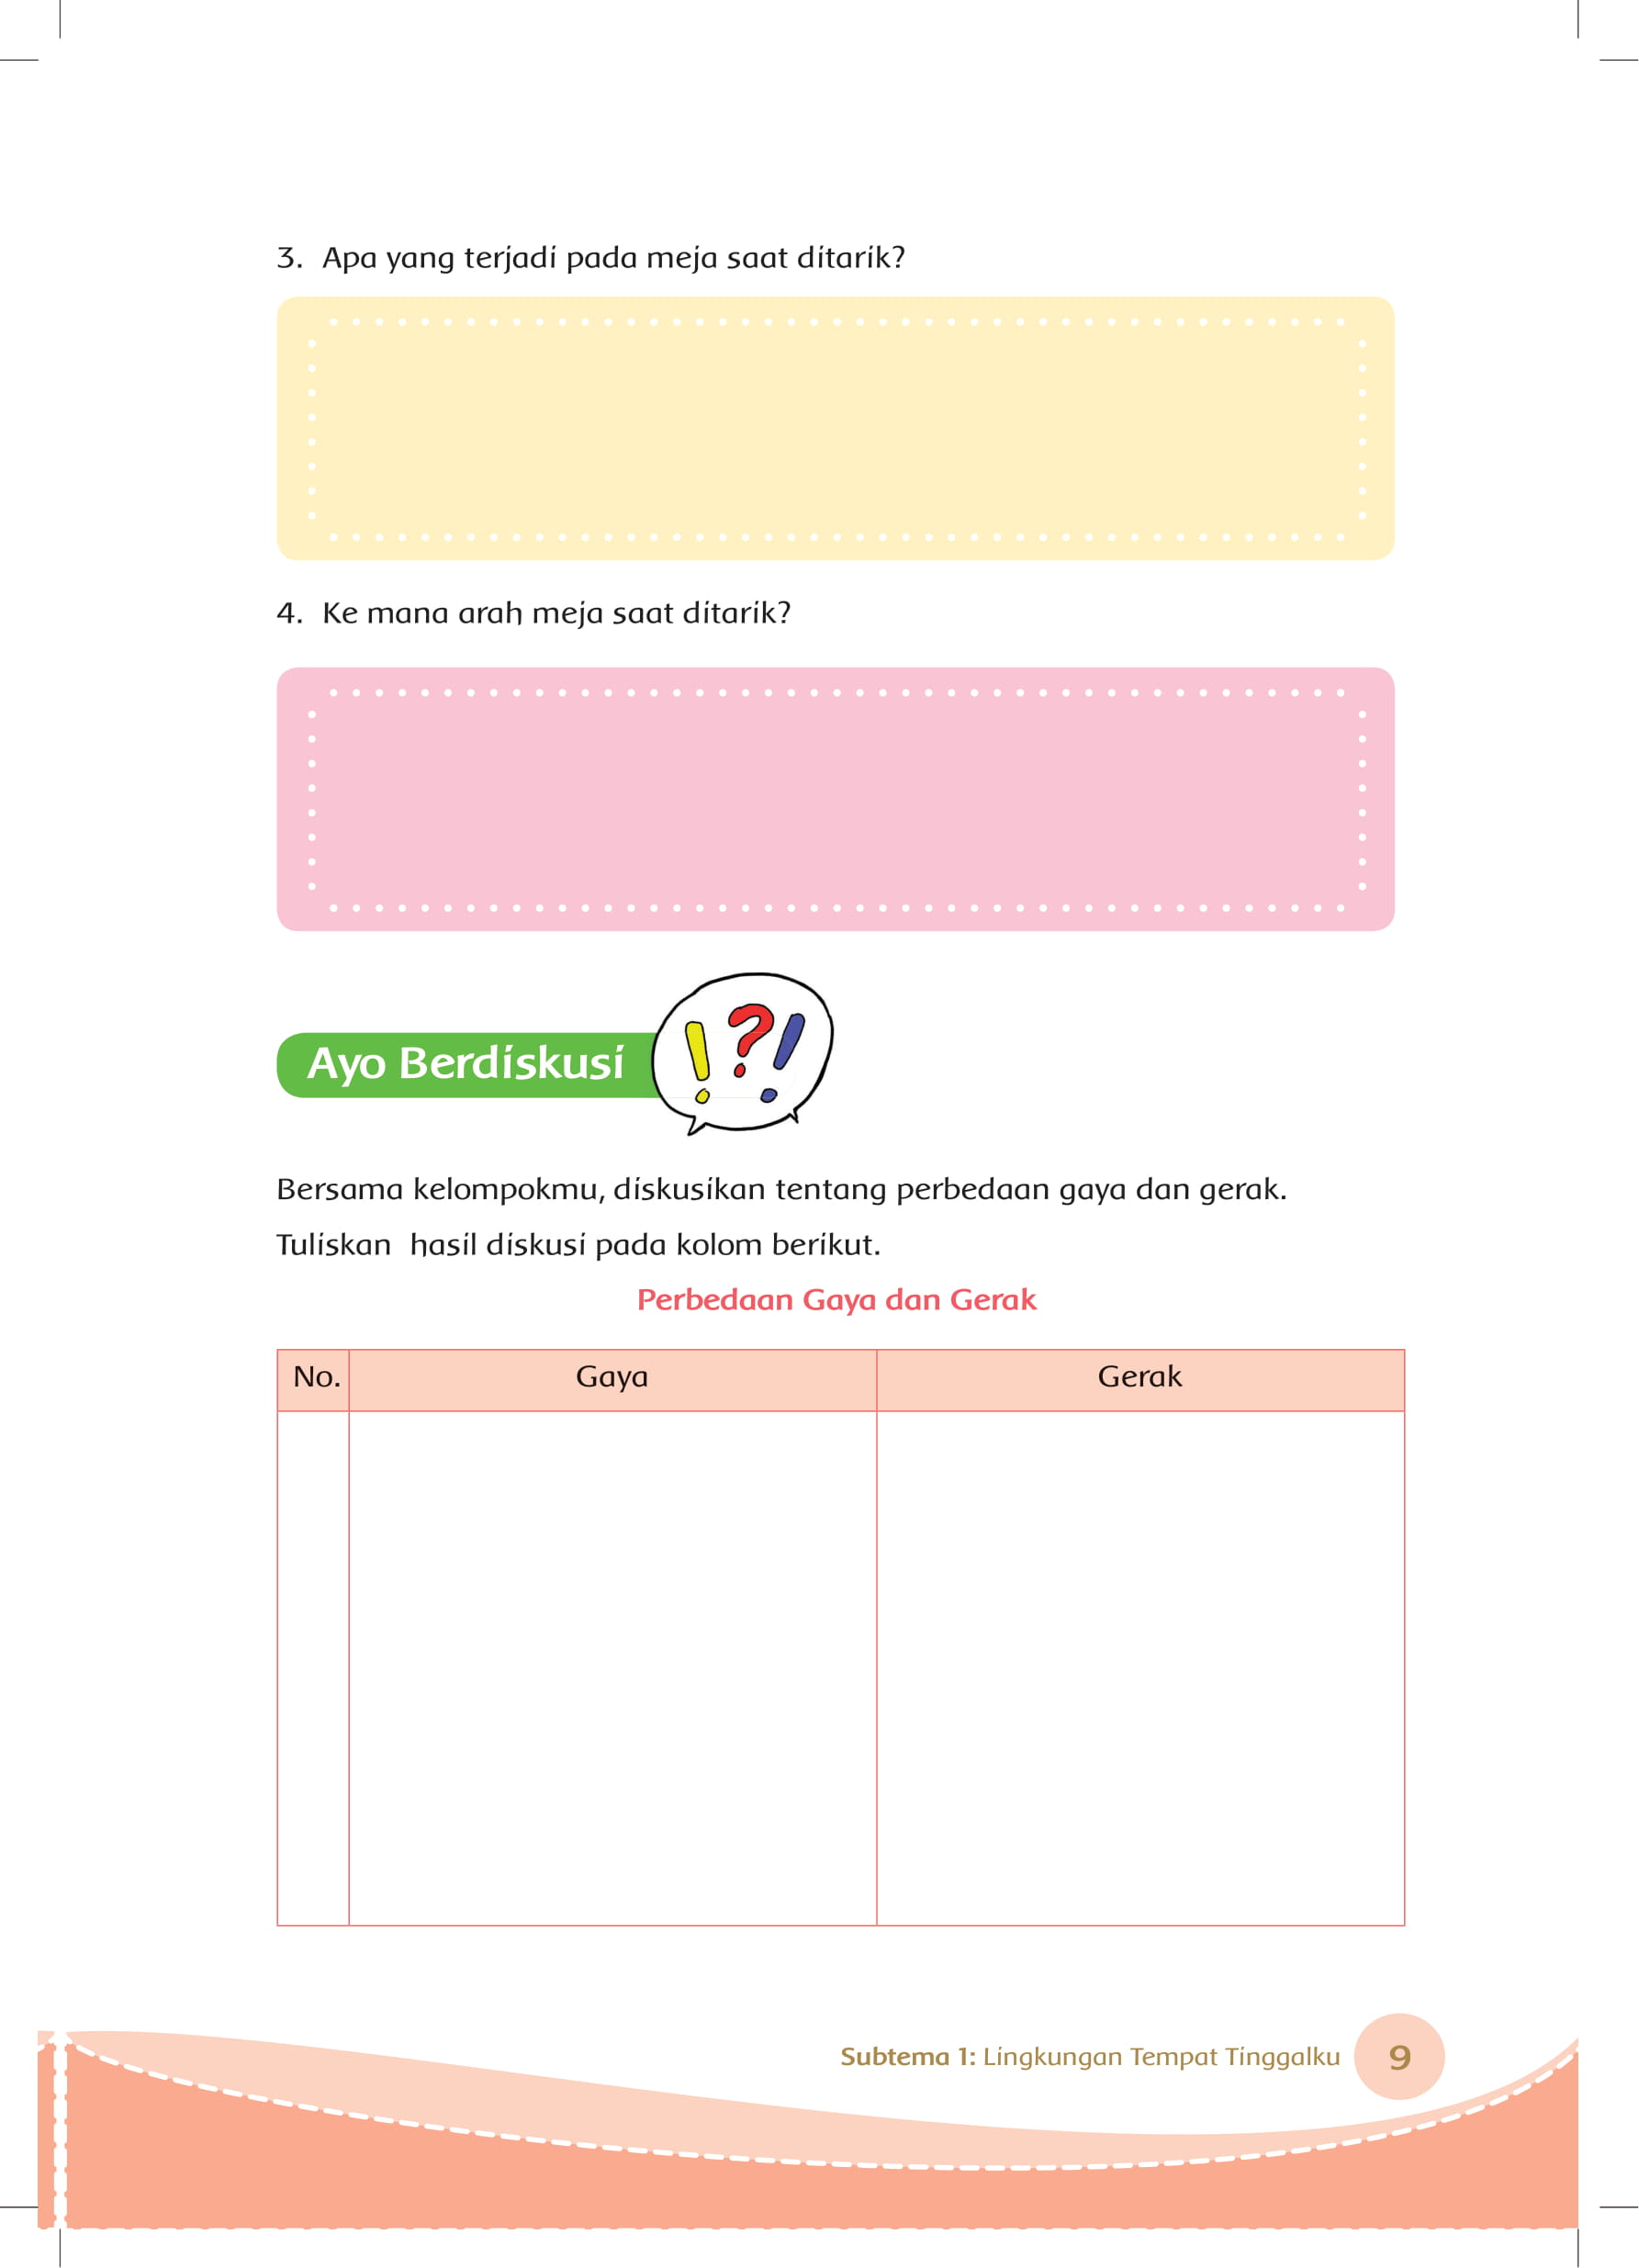 3. Apa yang terjadi pada meja saat ditarik?
4. Ke mana arah meja saat ditarik?
Ayo Berdiskusi
Bersama kelompokmu, diskusikan tentang perbedaan gaya dan gerak.
Tuliskan hasil diskusi pada kolom berikut.
Perbedaan Gaya dan Gerak
No. Gaya Gerak
Subtema 1: Lingkungan Tempat Tinggalku 9